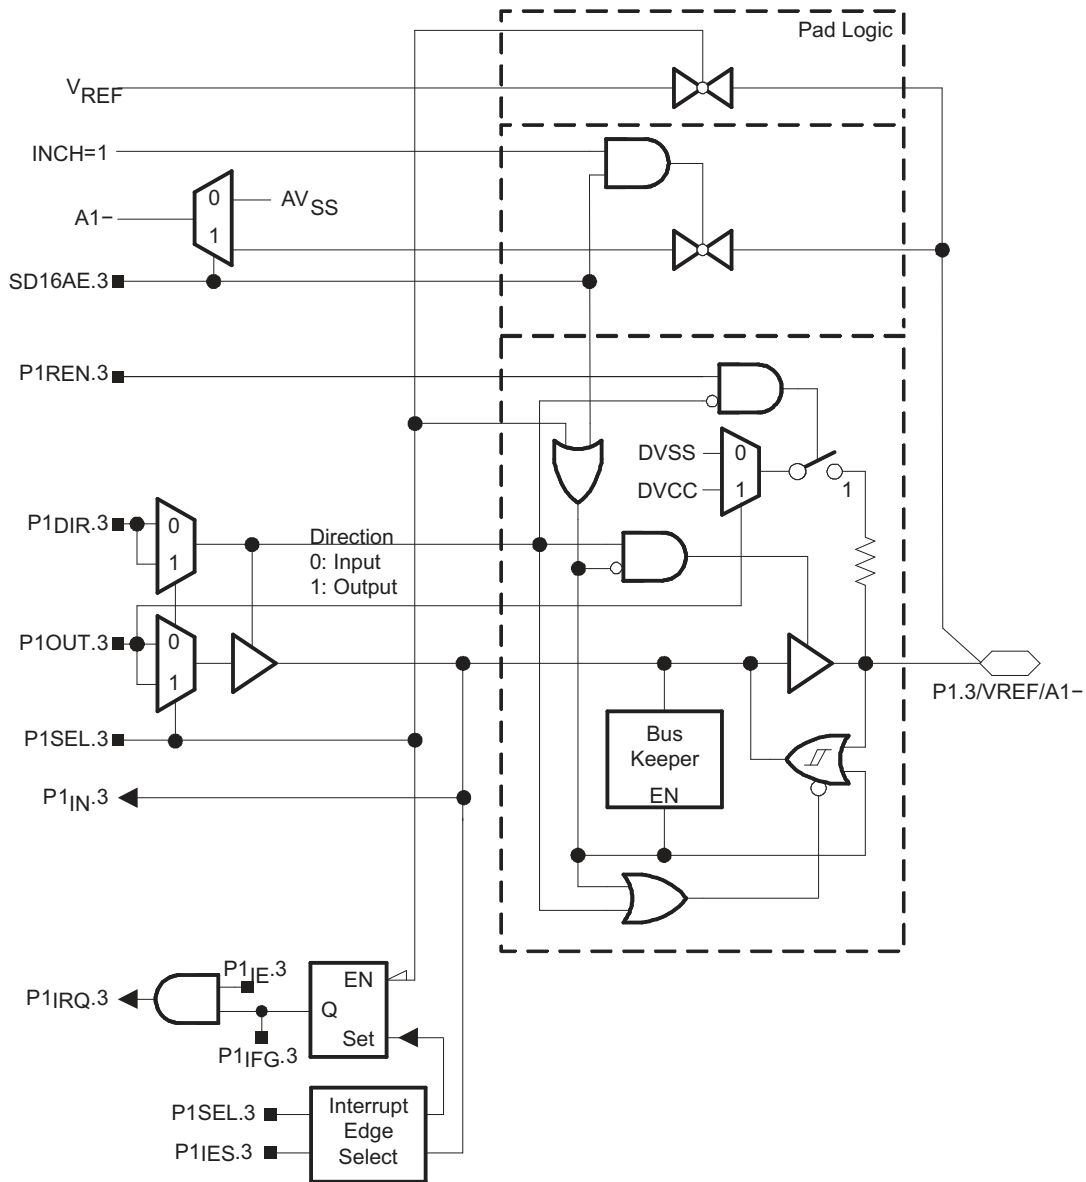 Pad Logic
VREF
INCH=1
0
AVSS
A1−
1
SD16AE.3
P1REN.3
DVSS
0
DVCC
1
1
P1DIR.3
0
1
Direction
0: Input
1: Output
P1OUT.3
0
1
P1.3/VREF/A1−
P1SEL.3
Bus
Keeper
EN
P1IN.3
P1IE.3
EN
P1IRQ.3
Q
Set
P1IFG.3
P1SEL.3
P1IES.3
Interrupt
Edge
Select